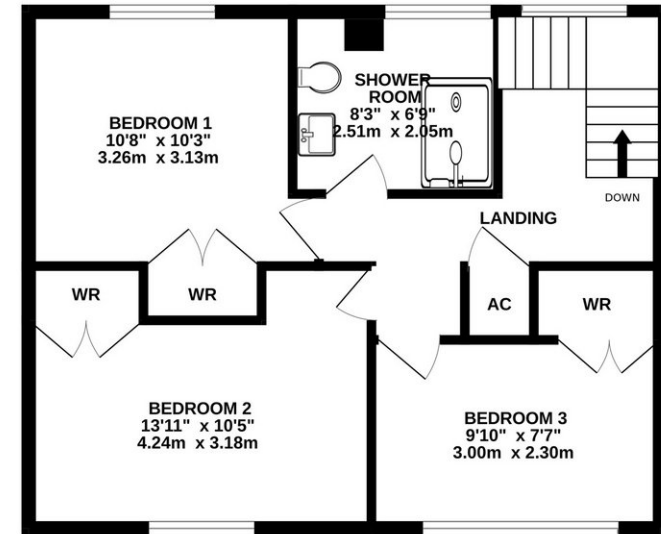 BEDROOM 1
10'8" x 10'3"
3.26m x 3.13m
SHOWER
ROOM
8'3" x 6'9"
2.51m x 2.05m
DOWN
LANDING
WR
WR
AC
WR
BEDROOM 2
13'11" x 10'5"
4.24m x 3.18m
BEDROOM 3
9'10" x 7'7"
3.00m x 2.30m